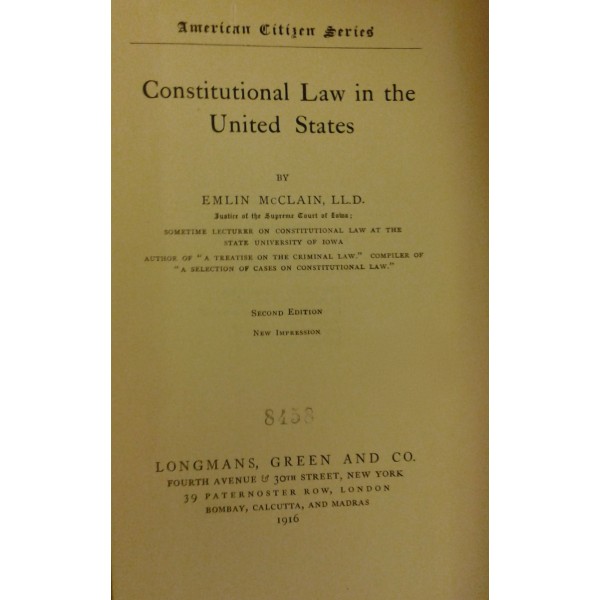 American Citizen Series
Constitutional Law in the
United States
BY
EMLIN McCLAIN, LL.D.
Justice of the Supreme Court of Iowa;
SOMETIME LECTURER ON CONSTITUTIONAL LAW AT THE
STATE UNIVERSITY OF IOWA
AUTHOR OF "A TREATISE ON THE CRIMINAL LAW." COMPILER OF
"A SELECTION OF CASES ON CONSTITUTIONAL LAW."
SECOND EDITION
NEW IMPRESSION
8458
LONGMANS, GREEN AND CO.
FOURTH AVENUE & 30TH STREET, NEW YORK
39 PATERNOSTER ROW, LONDON
BOMBAY, CALCUTTA, AND MADRAS
1916